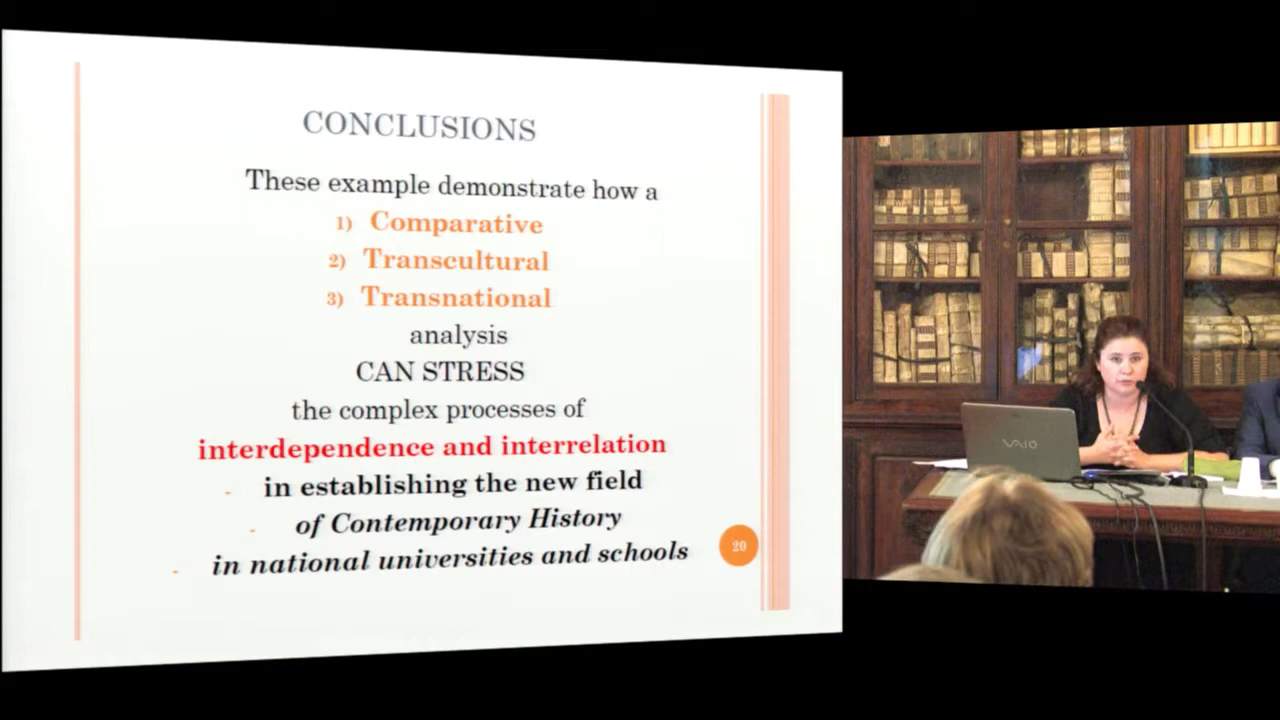 CONCLUSIONS
These example demonstrate how a
1) Comparative
2) Transcultural
3) Transnational
analysis
CAN STRESS
the complex processes of
interdependence and interrelation
- in establishing the new field
- of Contemporary History
- in national universities and schools
20
VAIO